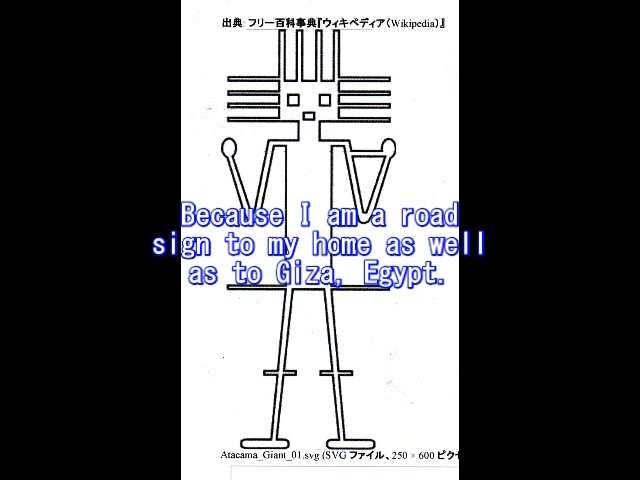 出典: フリー百科事典『ウィキペディア（Wikipedia）』
Because I am a road
sign to my home as well
as to Giza, Egypt.
Atacama_Giant_01.svg (SVG ファイル、250 × 600 ピクセ